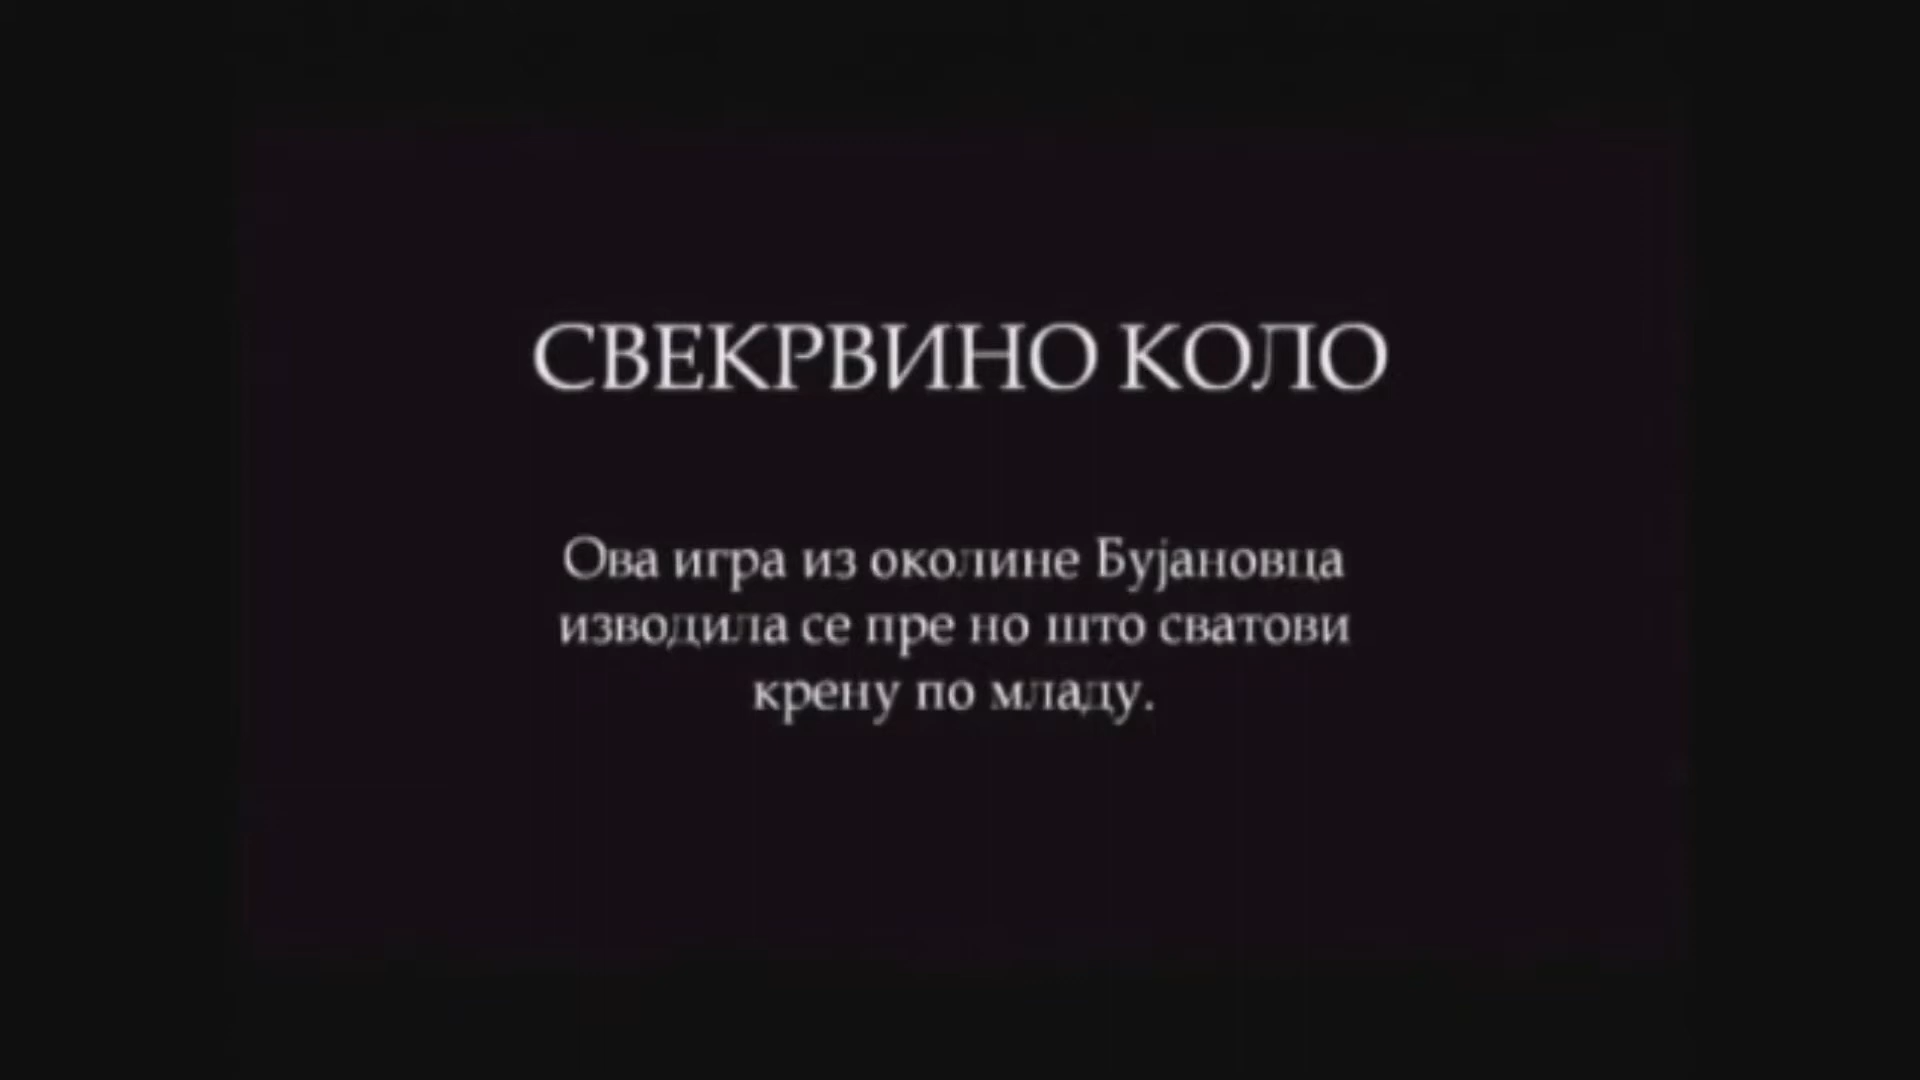 СВЕКРВИНО КОЛО
Ова игра из околине Бујановца
изводила се пре но што сватови
крену по младу.